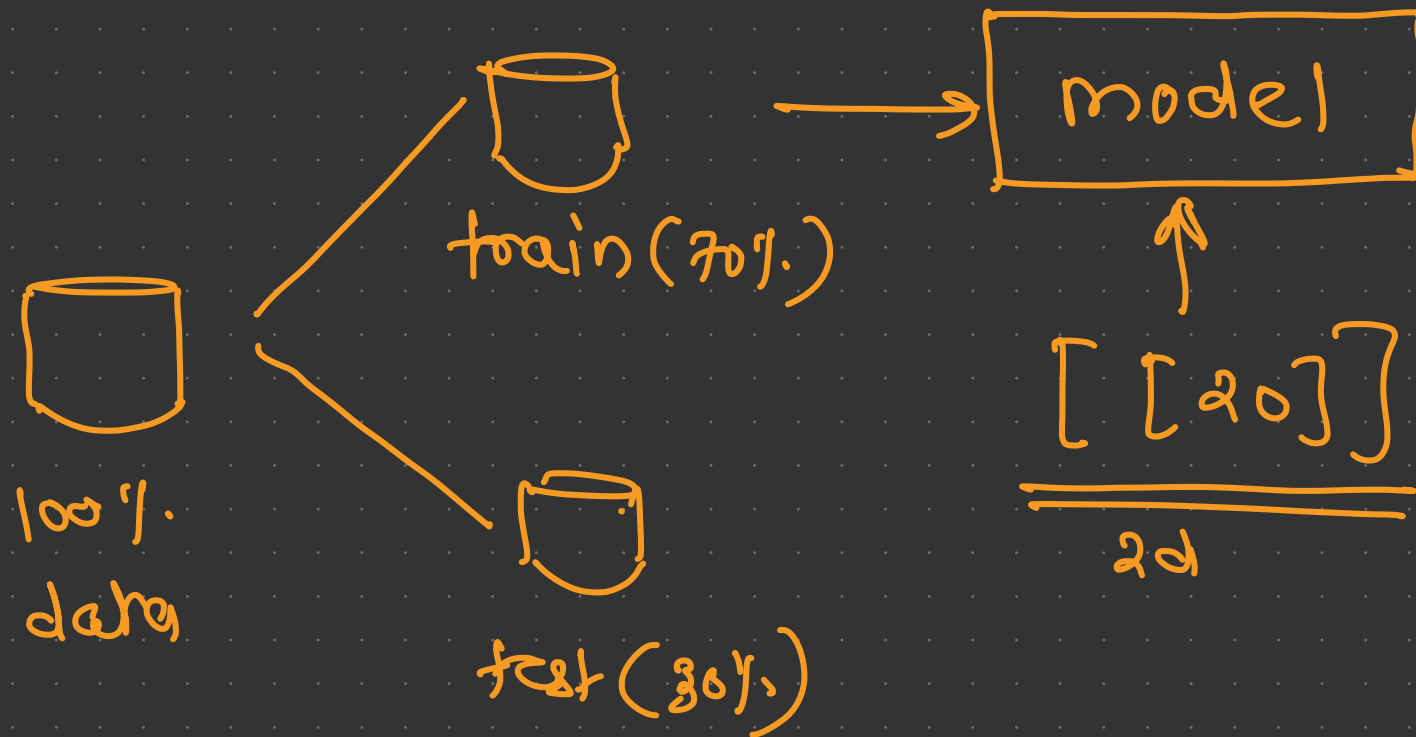 model
train (70%)
[[20]]
2d
100%
data
test (30%)